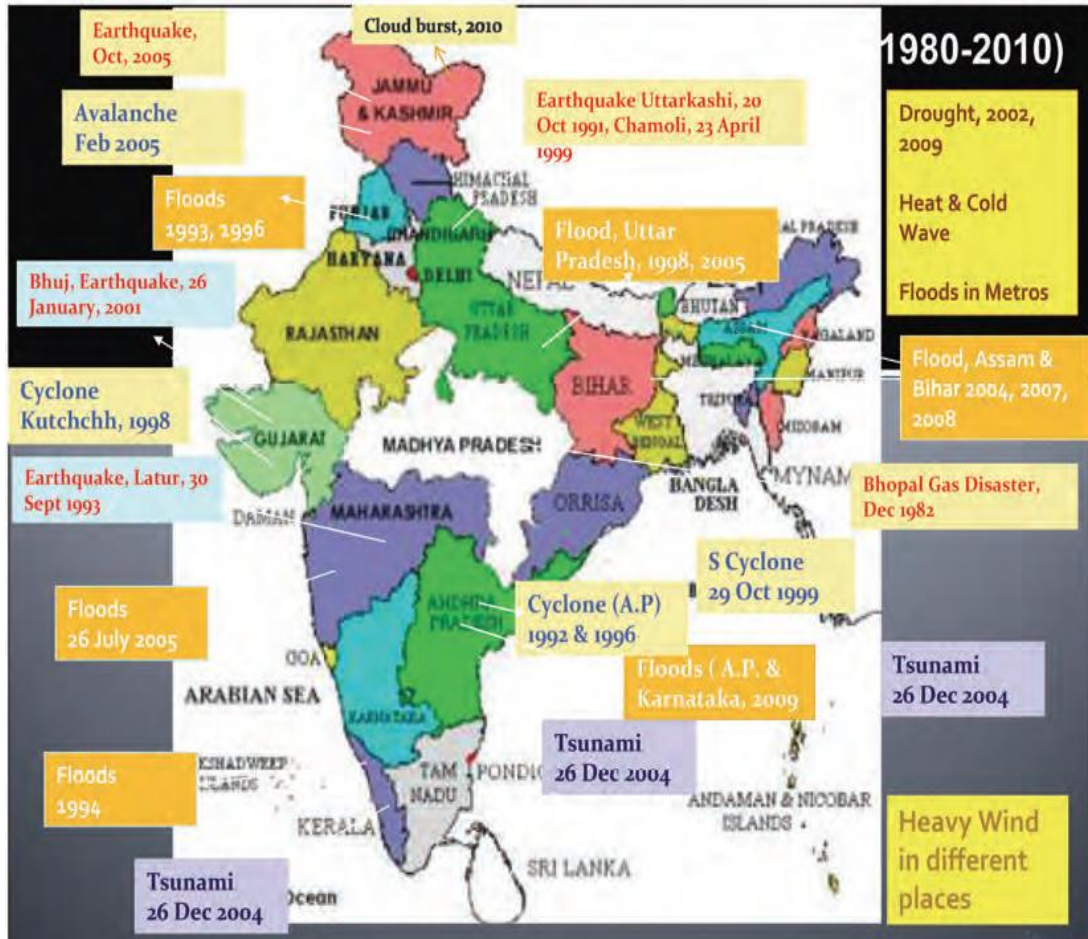 1980-2010)
Earthquake,
Oct, 2005
Cloud burst, 2010
Avalanche
Feb 2005
JAMMU
& KASHMIR
Earthquake Uttarkashi, 20
Oct 1991, Chamoli, 23 April
1999
Drought, 2002,
2009
Heat & Cold
Wave
Floods in Metros
Floods
1993, 1996
HIMACHAL
PRADESH
HARYANA
DELHI
Flood, Uttar
Pradesh, 1998, 2005
NEPAL
AL PRADESH
BHUTAN
Bhuj, Earthquake, 26
January, 2001
RAJASTHAN
UTTAR
PRADESH
ASSAM
NAGALAND
MANIPUR
Flood, Assam &
Bihar 2004, 2007,
2008
BIHAR
Cyclone
Kutchchh, 1998
GUJARAT
MADHYA PRADESH
WEST
BENGAL
MIZORAM
MYNAM
BANGLA
DESH
Earthquake, Latur, 30
Sept 1993
DAMAN
MAHARASHTRA
ORRISA
Bhopal Gas Disaster,
Dec 1982
S Cyclone
29 Oct 1999
ANDHRA
PRADESH
Cyclone (A.P)
1992 & 1996
Floods
26 July 2005
GOA
ARABIAN SEA
KARNATAKA
Floods ( A.P. &
Karnataka, 2009
Tsunami
26 Dec 2004
Tsunami
26 Dec 2004
Floods
1994
KSHADWEEP
ISLANDS
TAM
NADU
PONDIC
KERALA
ANDAMAN & NICOBAR
ISLANDS
SRI LANKA
Tsunami
26 Dec 2004
Ocean
Heavy Wind
in different
places